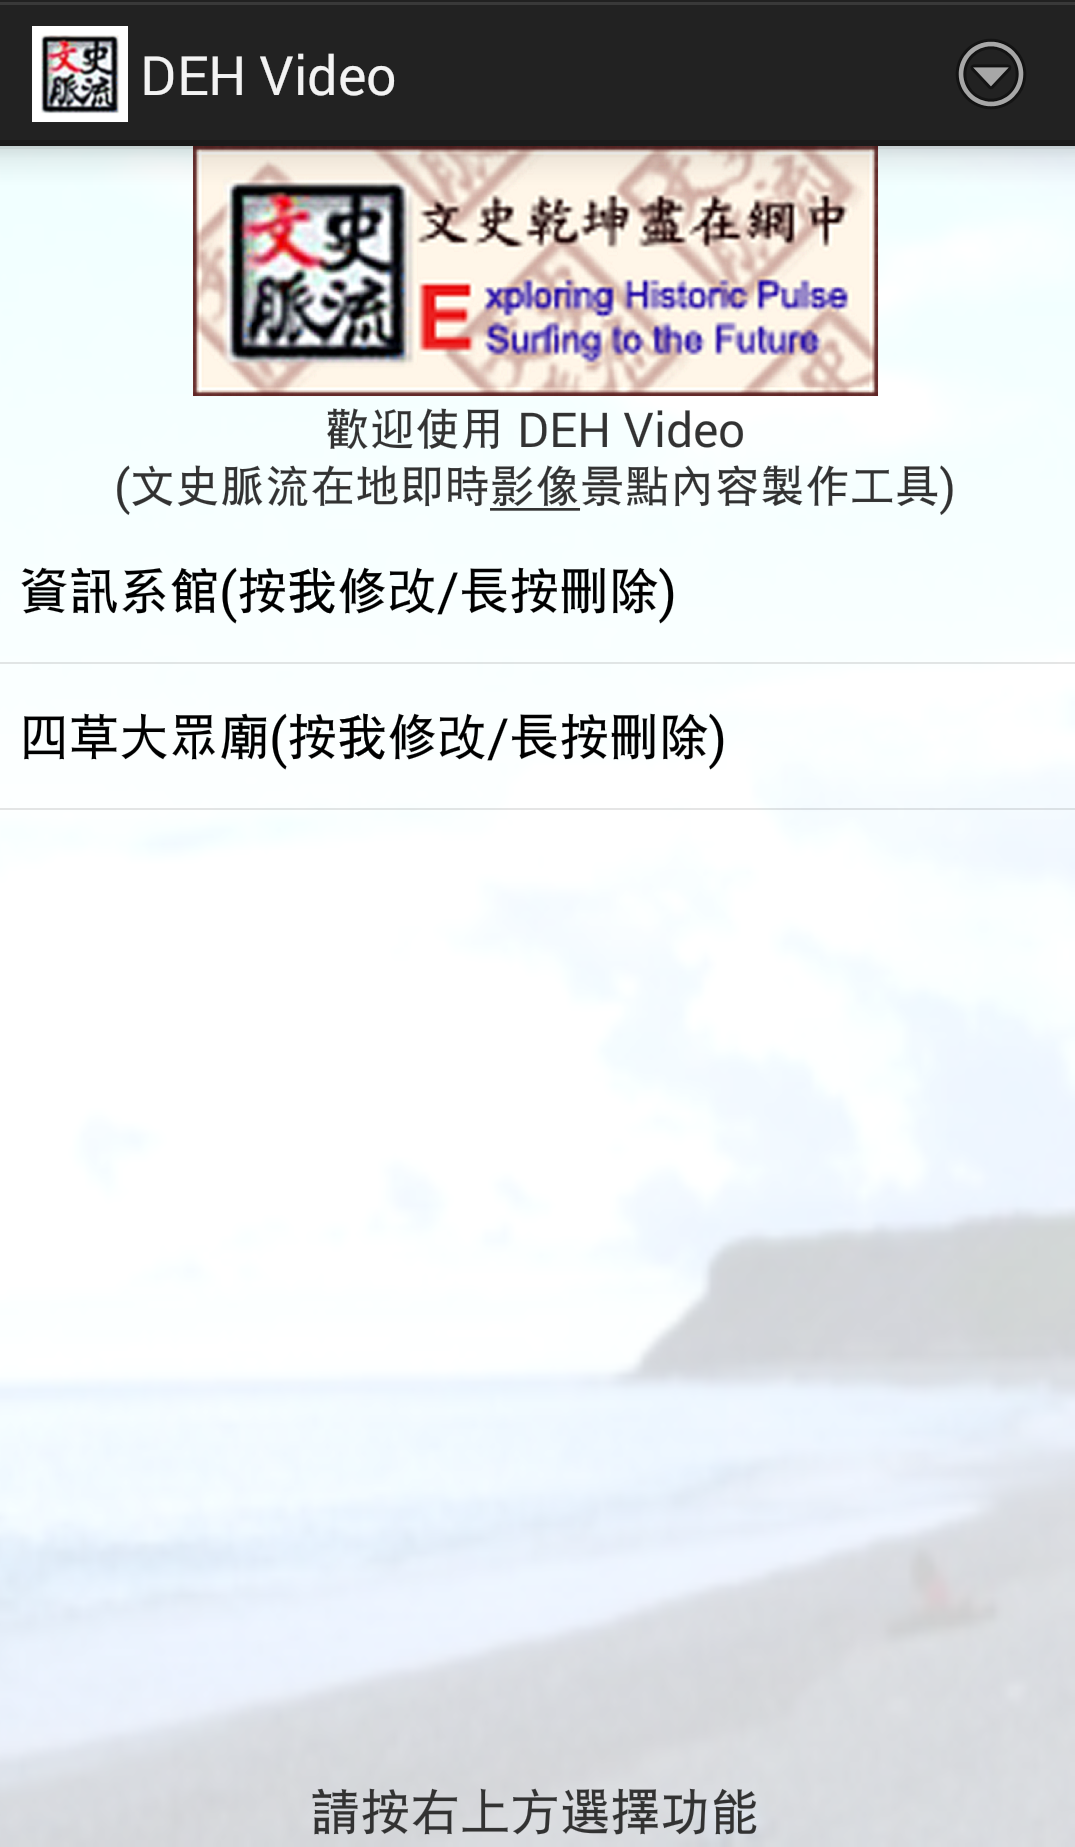 文史
脈流
DEH Video
文史
脈流
文史乾坤盡在網中
Exploring Historic Pulse
Surfing to the Future
歡迎使用 DEH Video
(文史脈流在地即時影像景點內容製作工具)
資訊系館(按我修改/長按刪除)
四草大眾廟(按我修改/長按刪除)
請按右上方選擇功能